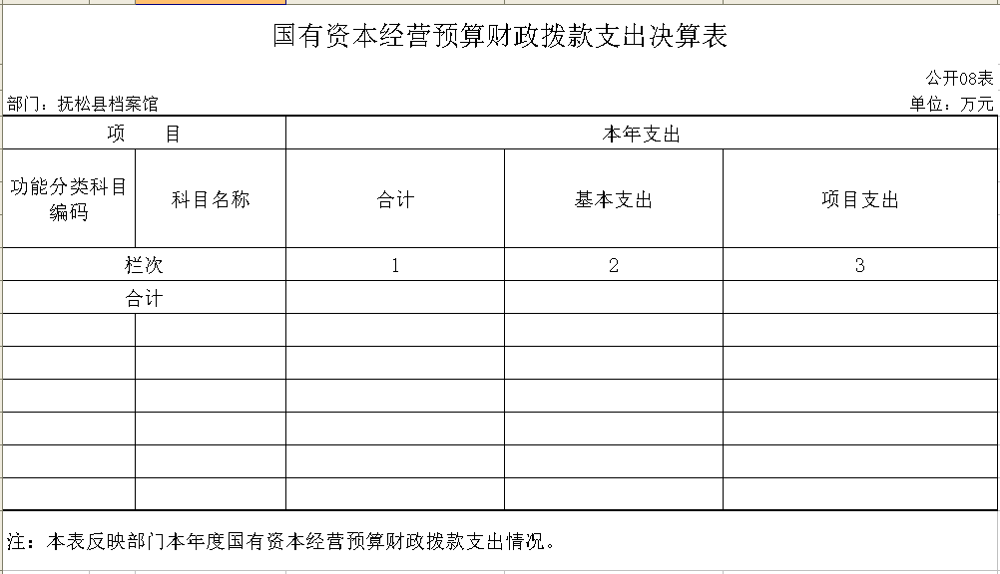 国有资本经营预算财政拨款支出决算表
公开08表
部门：抚松县档案馆 单位：万元
项 目 本年支出
功能分类科目编码 科目名称 合计 基本支出 项目支出
栏次 1 2 3
合计
注：本表反映部门本年度国有资本经营预算财政拨款支出情况。